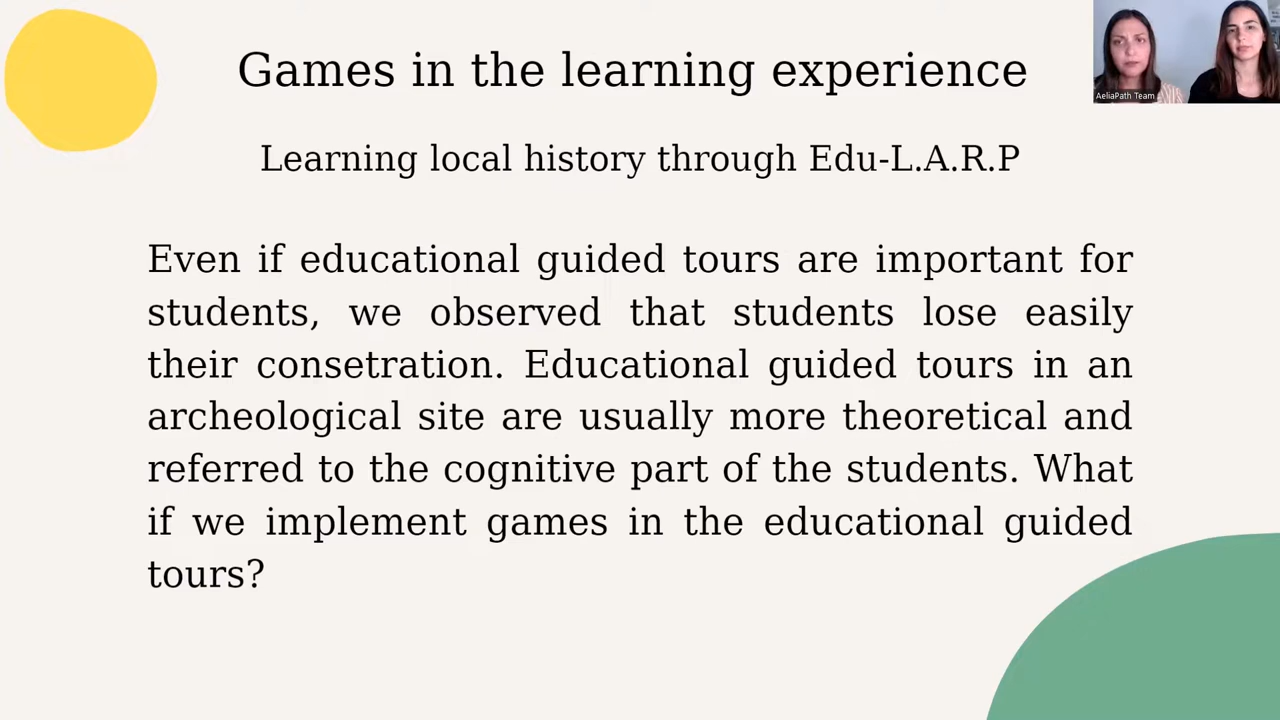 Games in the learning experience
AeliaPath Team
Learning local history through Edu-L.A.R.P
Even if educational guided tours are important for
students, we observed that students lose easily
their consetration. Educational guided tours in an
archeological site are usually more theoretical and
referred to the cognitive part of the students. What
if we implement games in the educational guided
tours?